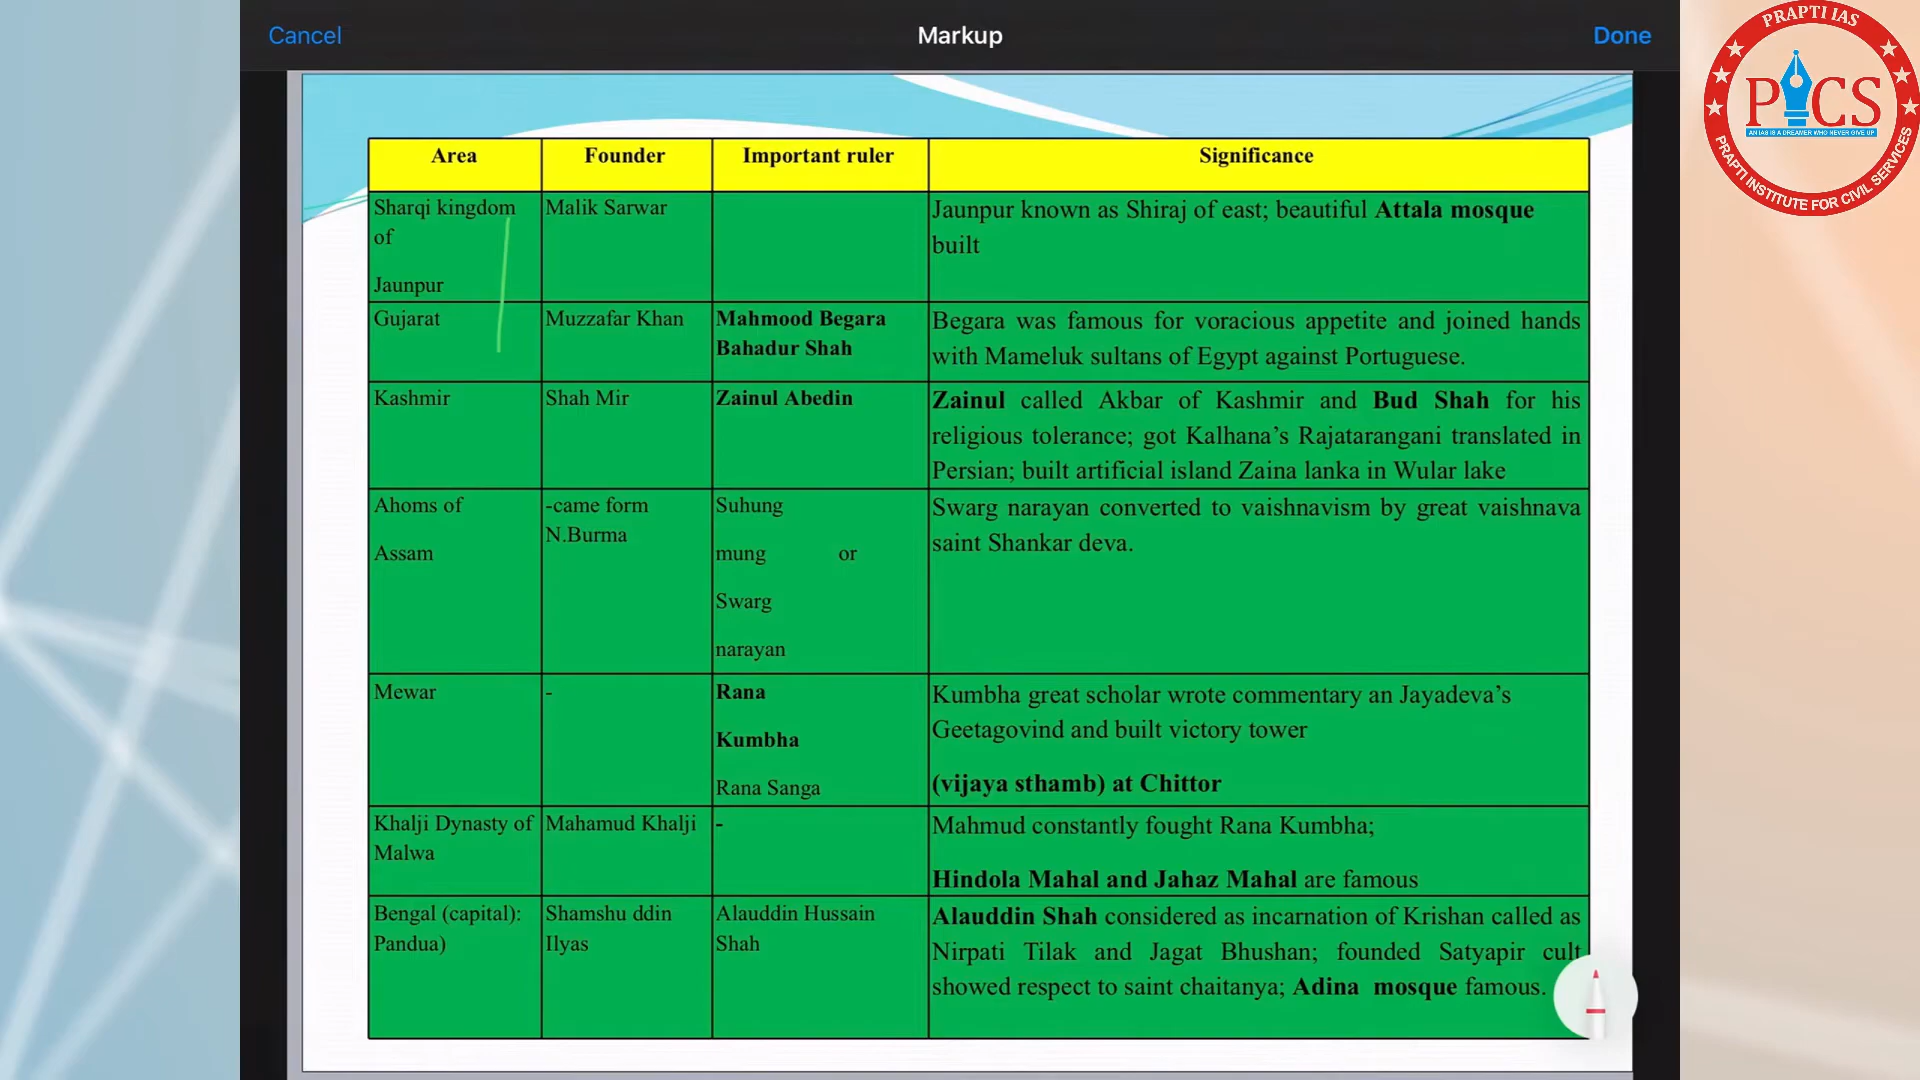 Cancel
Markup
Done
PRAPTI IAS
PICS
AN IAS IS A DREAMER WHO NEVER GIVE UP
PRAPTI INSTITUTE FOR CIVIL SERVICES
Area
Founder
Important ruler
Significance
Sharqi kingdom
of
Jaunpur
Malik Sarwar
Jaunpur known as Shiraj of east; beautiful Attala mosque
built
Gujarat
Muzzafar Khan
Mahmood Begara
Bahadur Shah
Begara was famous for voracious appetite and joined hands
with Mameluk sultans of Egypt against Portuguese.
Kashmir
Shah Mir
Zainul Abedin
Zainul called Akbar of Kashmir and Bud Shah for his
religious tolerance; got Kalhana’s Rajatarangani translated in
Persian; built artificial island Zaina lanka in Wular lake
Ahoms of
Assam
-came form
N.Burma
Suhung
mung or
Swarg
narayan
Swarg narayan converted to vaishnavism by great vaishnava
saint Shankar deva.
Mewar
-
Rana
Kumbha
Rana Sanga
Kumbha great scholar wrote commentary an Jayadeva’s
Geetagovind and built victory tower
(vijaya sthamb) at Chittor
Khalji Dynasty of
Malwa
Mahamud Khalji
-
Mahmud constantly fought Rana Kumbha;
Hindola Mahal and Jahaz Mahal are famous
Bengal (capital):
Pandua)
Shamshu ddin
Ilyas
Alauddin Hussain
Shah
Alauddin Shah considered as incarnation of Krishan called as
Nirpati Tilak and Jagat Bhushan; founded Satyapir cult
showed respect to saint chaitanya; Adina mosque famous.